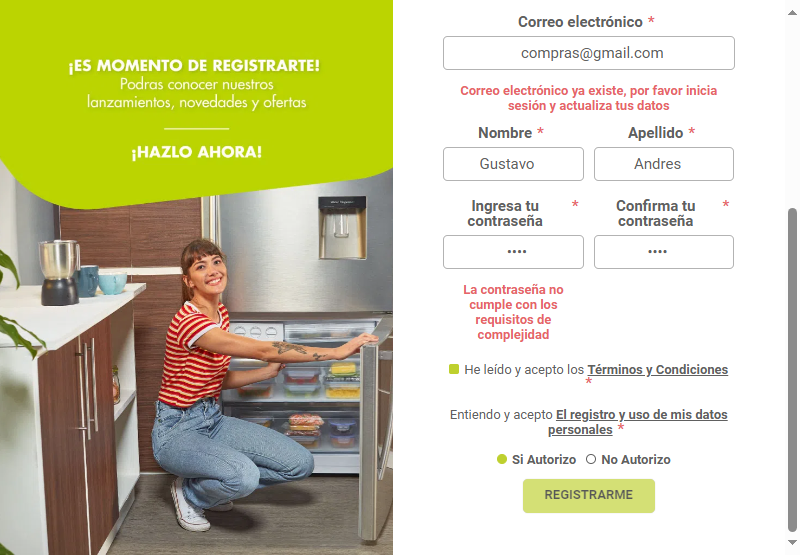 ¡ES MOMENTO DE REGISTRARTE!
Podras conocer nuestros
lanzamientos, novedades y ofertas
¡HAZLO AHORA!
Correo electrónico *
compras@gmail.com
Correo electrónico ya existe, por favor inicia
sesión y actualiza tus datos
Nombre *
Apellido *
Gustavo
Andres
Ingresa tu *
contraseña
Confirma tu *
contraseña
••••
••••
La contraseña no
cumple con los
requisitos de
complejidad
He leído y acepto los Términos y Condiciones
*
Entiendo y acepto El registro y uso de mis datos
personales *
Si Autorizo No Autorizo
REGISTRARME